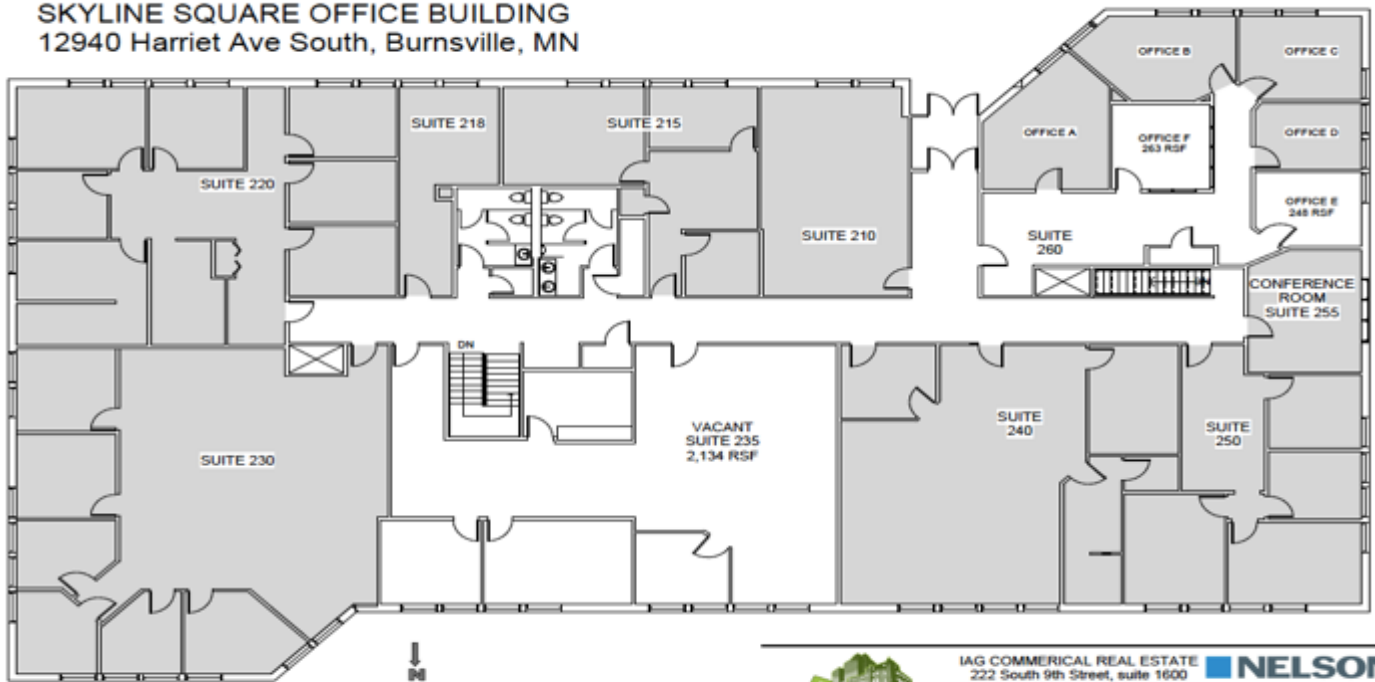 SKYLINE SQUARE OFFICE BUILDING
12940 Harriet Ave South, Burnsville, MN
OFFICE B
OFFICE C
SUITE 218
SUITE 215
OFFICE A
OFFICE F
263 RSF
OFFICE D
SUITE 220
OFFICE E
248 RSF
SUITE 210
SUITE
260
CONFERENCE
ROOM
SUITE 255
DN
VACANT
SUITE 235
2,134 RSF
SUITE
240
SUITE
250
SUITE 230
N
IAG COMMERICAL REAL ESTATE
222 South 9th Street, suite 1600
NELSON